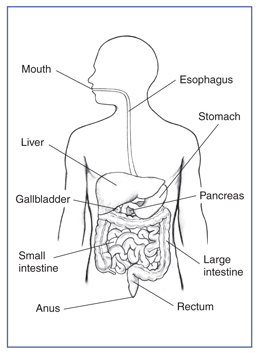 Mouth
Esophagus
Stomach
Liver
Gallbladder
Pancreas
Small
intestine
Large
intestine
Anus
Rectum